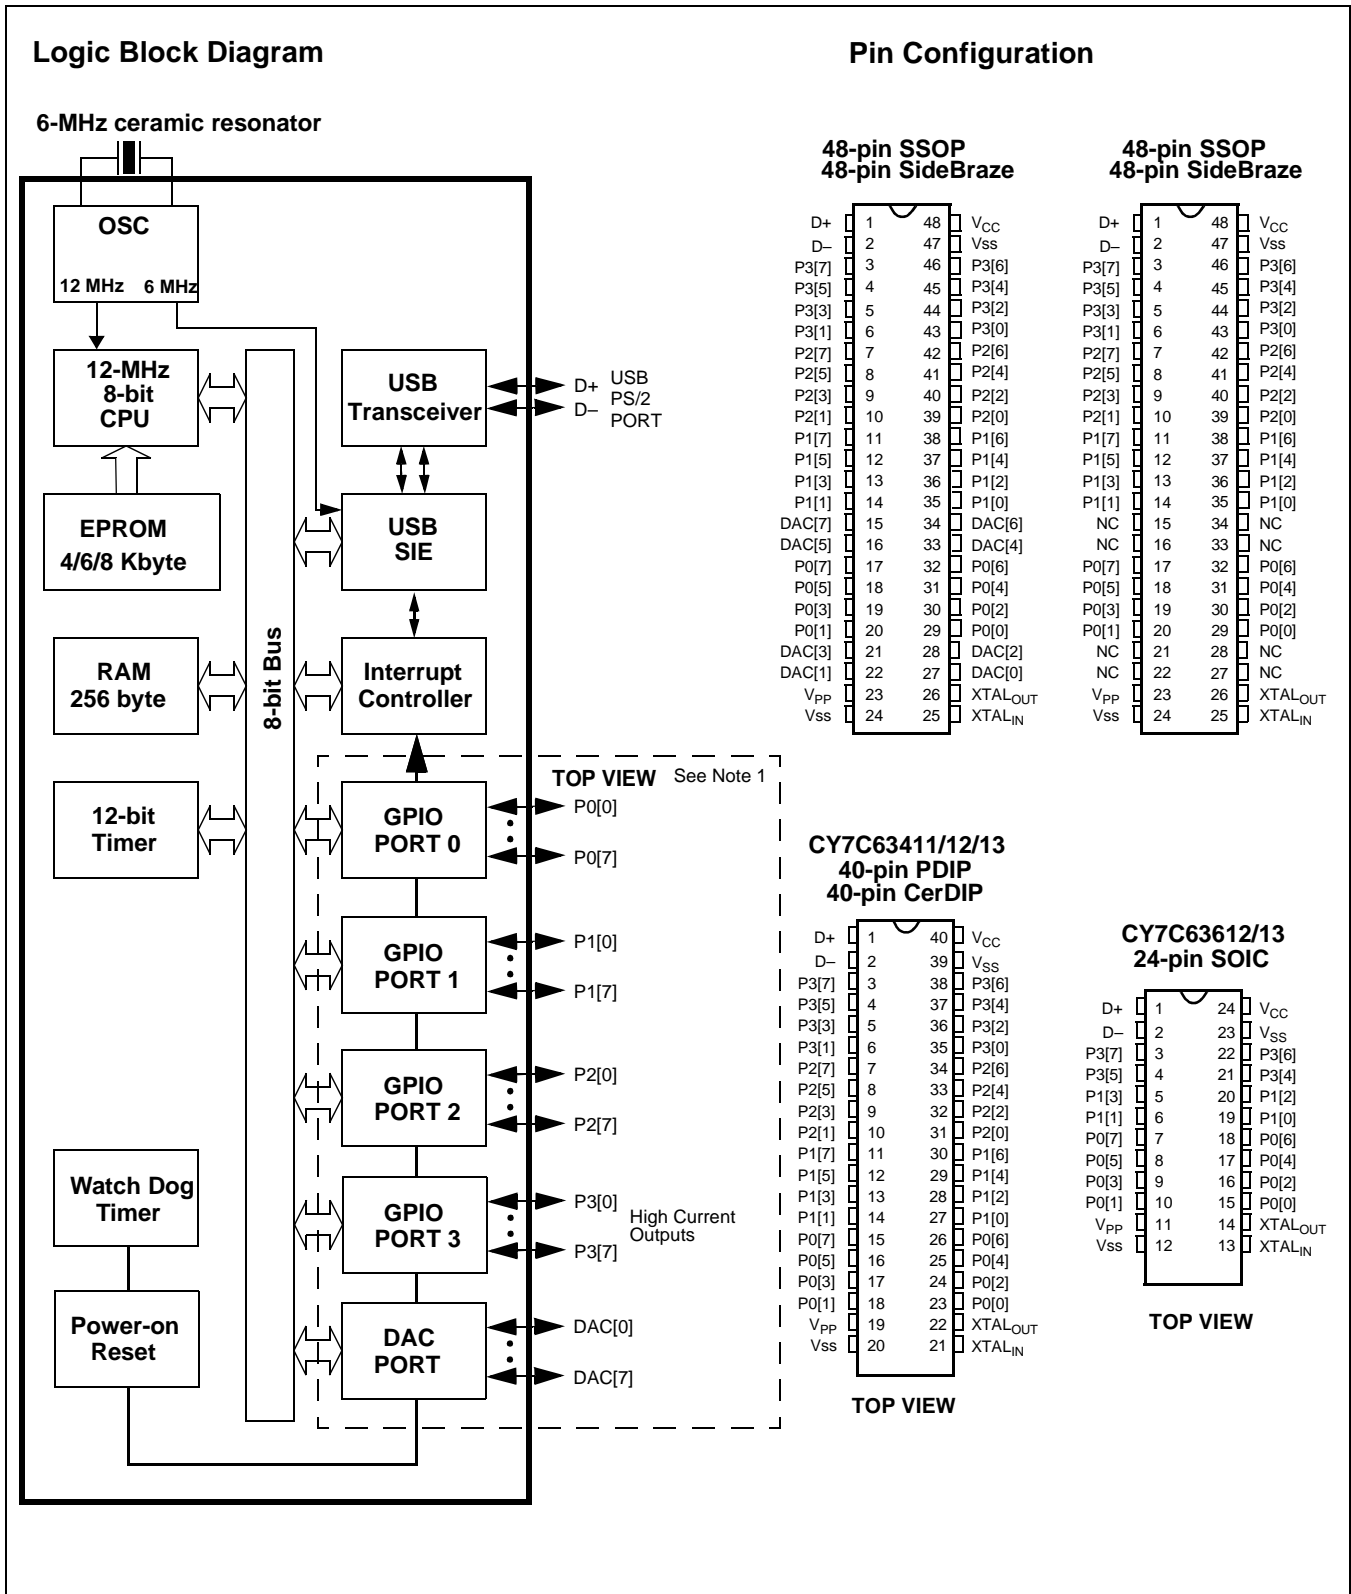 Logic Block Diagram
6-MHz ceramic resonator
OSC
12 MHz 6 MHz
12-MHz
8-bit
CPU
USB
Transceiver
D+
D–
USB
PS/2
PORT
EPROM
4/6/8 Kbyte
USB
SIE
8-bit Bus
RAM
256 byte
Interrupt
Controller
TOP VIEW See Note 1
12-bit
Timer
GPIO
PORT 0
P0[0]
P0[7]
GPIO
PORT 1
P1[0]
P1[7]
GPIO
PORT 2
P2[0]
P2[7]
Watch Dog
Timer
GPIO
PORT 3
P3[0]
P3[7]
High Current
Outputs
Power-on
Reset
DAC
PORT
DAC[0]
DAC[7]
Pin Configuration
48-pin SSOP
48-pin SideBraze
D+ 1 48 VCC
D– 2 47 Vss
P3[7] 3 46 P3[6]
P3[5] 4 45 P3[4]
P3[3] 5 44 P3[2]
P3[1] 6 43 P3[0]
P2[7] 7 42 P2[6]
P2[5] 8 41 P2[4]
P2[3] 9 40 P2[2]
P2[1] 10 39 P2[0]
P1[7] 11 38 P1[6]
P1[5] 12 37 P1[4]
P1[3] 13 36 P1[2]
P1[1] 14 35 P1[0]
DAC[7] 15 34 DAC[6]
DAC[5] 16 33 DAC[4]
P0[7] 17 32 P0[6]
P0[5] 18 31 P0[4]
P0[3] 19 30 P0[2]
P0[1] 20 29 P0[0]
DAC[3] 21 28 DAC[2]
DAC[1] 22 27 DAC[0]
VPP 23 26 XTALOUT
Vss 24 25 XTALIN
48-pin SSOP
48-pin SideBraze
D+ 1 48 VCC
D– 2 47 Vss
P3[7] 3 46 P3[6]
P3[5] 4 45 P3[4]
P3[3] 5 44 P3[2]
P3[1] 6 43 P3[0]
P2[7] 7 42 P2[6]
P2[5] 8 41 P2[4]
P2[3] 9 40 P2[2]
P2[1] 10 39 P2[0]
P1[7] 11 38 P1[6]
P1[5] 12 37 P1[4]
P1[3] 13 36 P1[2]
P1[1] 14 35 P1[0]
NC 15 34 NC
NC 16 33 NC
P0[7] 17 32 P0[6]
P0[5] 18 31 P0[4]
P0[3] 19 30 P0[2]
P0[1] 20 29 P0[0]
NC 21 28 NC
NC 22 27 NC
VPP 23 26 XTALOUT
Vss 24 25 XTALIN
CY7C63411/12/13
40-pin PDIP
40-pin CerDIP
D+ 1 40 VCC
D– 2 39 VSS
P3[7] 3 38 P3[6]
P3[5] 4 37 P3[4]
P3[3] 5 36 P3[2]
P3[1] 6 35 P3[0]
P2[7] 7 34 P2[6]
P2[5] 8 33 P2[4]
P2[3] 9 32 P2[2]
P2[1] 10 31 P2[0]
P1[7] 11 30 P1[6]
P1[5] 12 29 P1[4]
P1[3] 13 28 P1[2]
P1[1] 14 27 P1[0]
P0[7] 15 26 P0[6]
P0[5] 16 25 P0[4]
P0[3] 17 24 P0[2]
P0[1] 18 23 P0[0]
VPP 19 22 XTALOUT
Vss 20 21 XTALIN
TOP VIEW
CY7C63612/13
24-pin SOIC
D+ 1 24 VCC
D– 2 23 VSS
P3[7] 3 22 P3[6]
P3[5] 4 21 P3[4]
P1[3] 5 20 P1[2]
P1[1] 6 19 P1[0]
P0[7] 7 18 P0[6]
P0[5] 8 17 P0[4]
P0[3] 9 16 P0[2]
P0[1] 10 15 P0[0]
VPP 11 14 XTALOUT
Vss 12 13 XTALIN
TOP VIEW